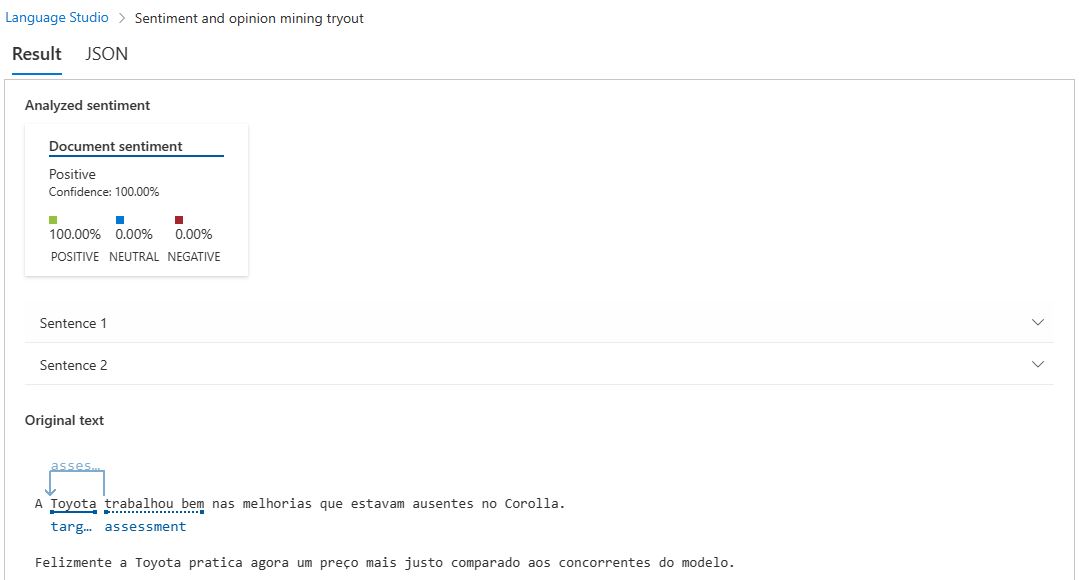 Language Studio > Sentiment and opinion mining tryout
Result JSON
Analyzed sentiment
Document sentiment
Positive
Confidence: 100.00%
100.00% 0.00% 0.00%
POSITIVE NEUTRAL NEGATIVE
Sentence 1
Sentence 2
Original text
asses...
A Toyota trabalhou bem nas melhorias que estavam ausentes no Corolla.
targ... assessment
Felizmente a Toyota pratica agora um preço mais justo comparado aos concorrentes do modelo.